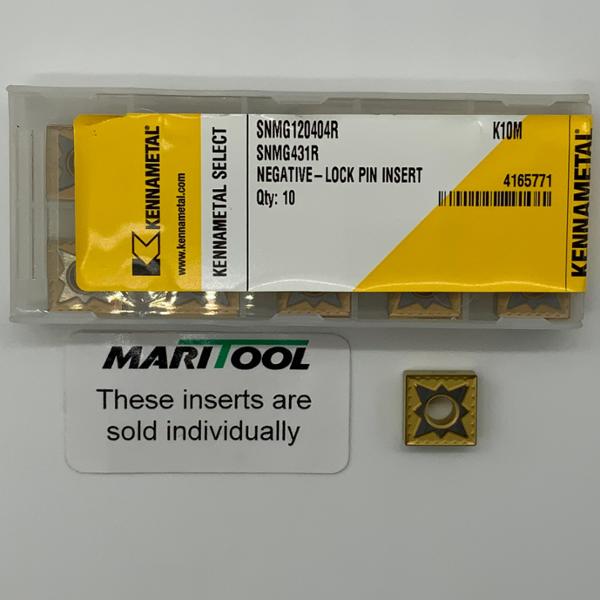 KENNAMETAL®
www.kennametal.com
KENNAMETAL SELECT
SNMG120404R
K10M
SNMG431R
NEGATIVE-LOCK PIN INSERT
4165771
Qty: 10
KENNAMETAL
MARITOOL
These inserts are
sold individually